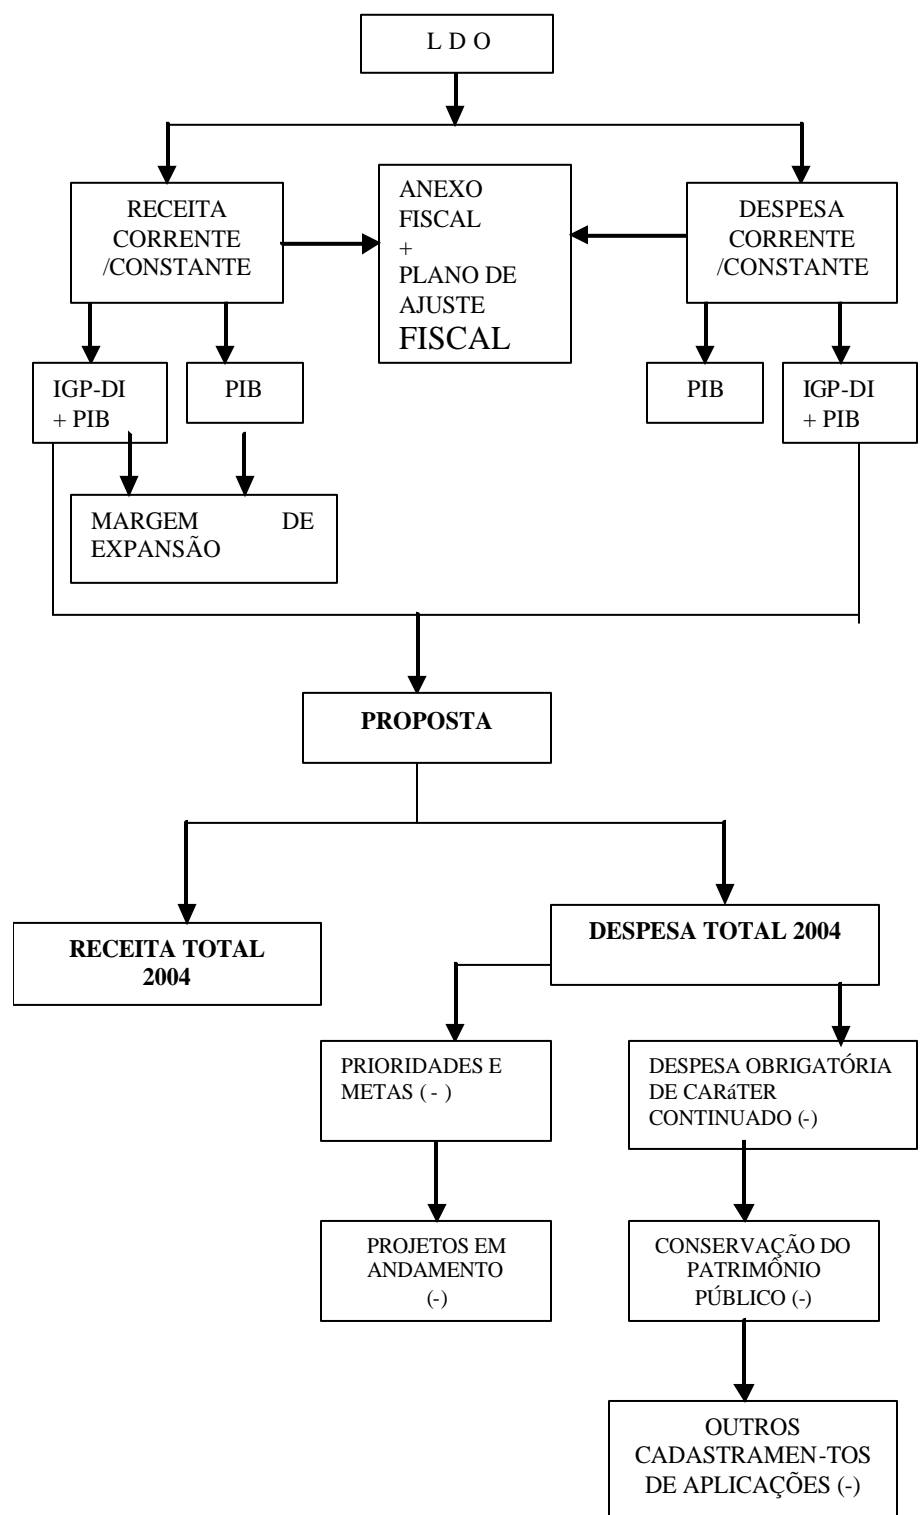 L D O
RECEITA
CORRENTE
/CONSTANTE
ANEXO
FISCAL
+
PLANO DE
AJUSTE
FISCAL
DESPESA
CORRENTE
/CONSTANTE
IGP-DI
+ PIB
PIB
PIB
IGP-DI
+ PIB
MARGEM DE
EXPANSÃO
PROPOSTA
RECEITA TOTAL
2004
DESPESA TOTAL 2004
PRIORIDADES E
METAS ( - )
DESPESA OBRIGATÓRIA
DE CARáTER
CONTINUADO (-)
PROJETOS EM
ANDAMENTO
(-)
CONSERVAÇÃO DO
PATRIMÔNIO
PÚBLICO (-)
OUTROS
CADASTRAMEN-TOS
DE APLICAÇÕES (-)